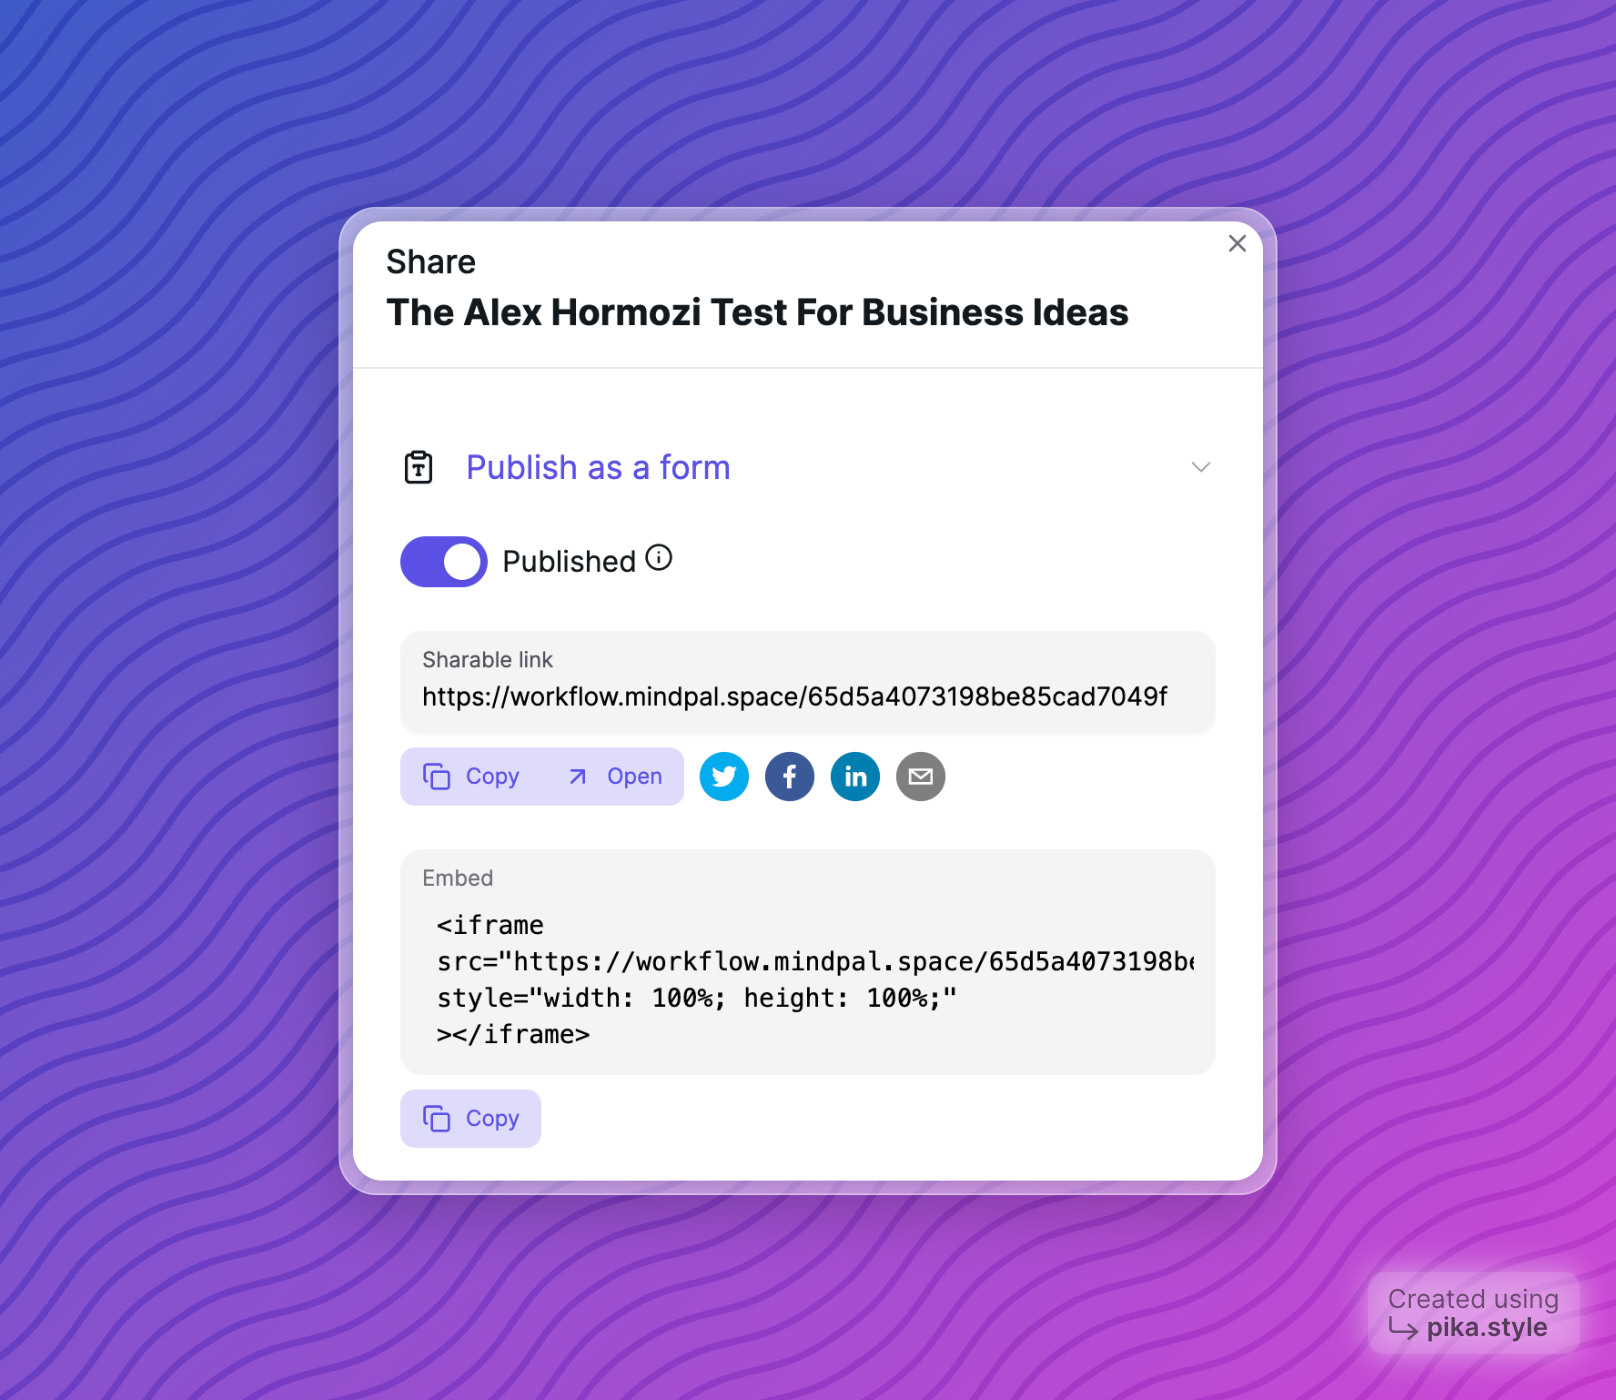 Share
The Alex Hormozi Test For Business Ideas
Publish as a form
Published
Sharable link
https://workflow.mindpal.space/65d5a4073198be85cad7049f
Copy Open
Embed
<iframe
src="https://workflow.mindpal.space/65d5a4073198be
style="width: 100%; height: 100%;"
></iframe>
Copy
Created using
pika.style